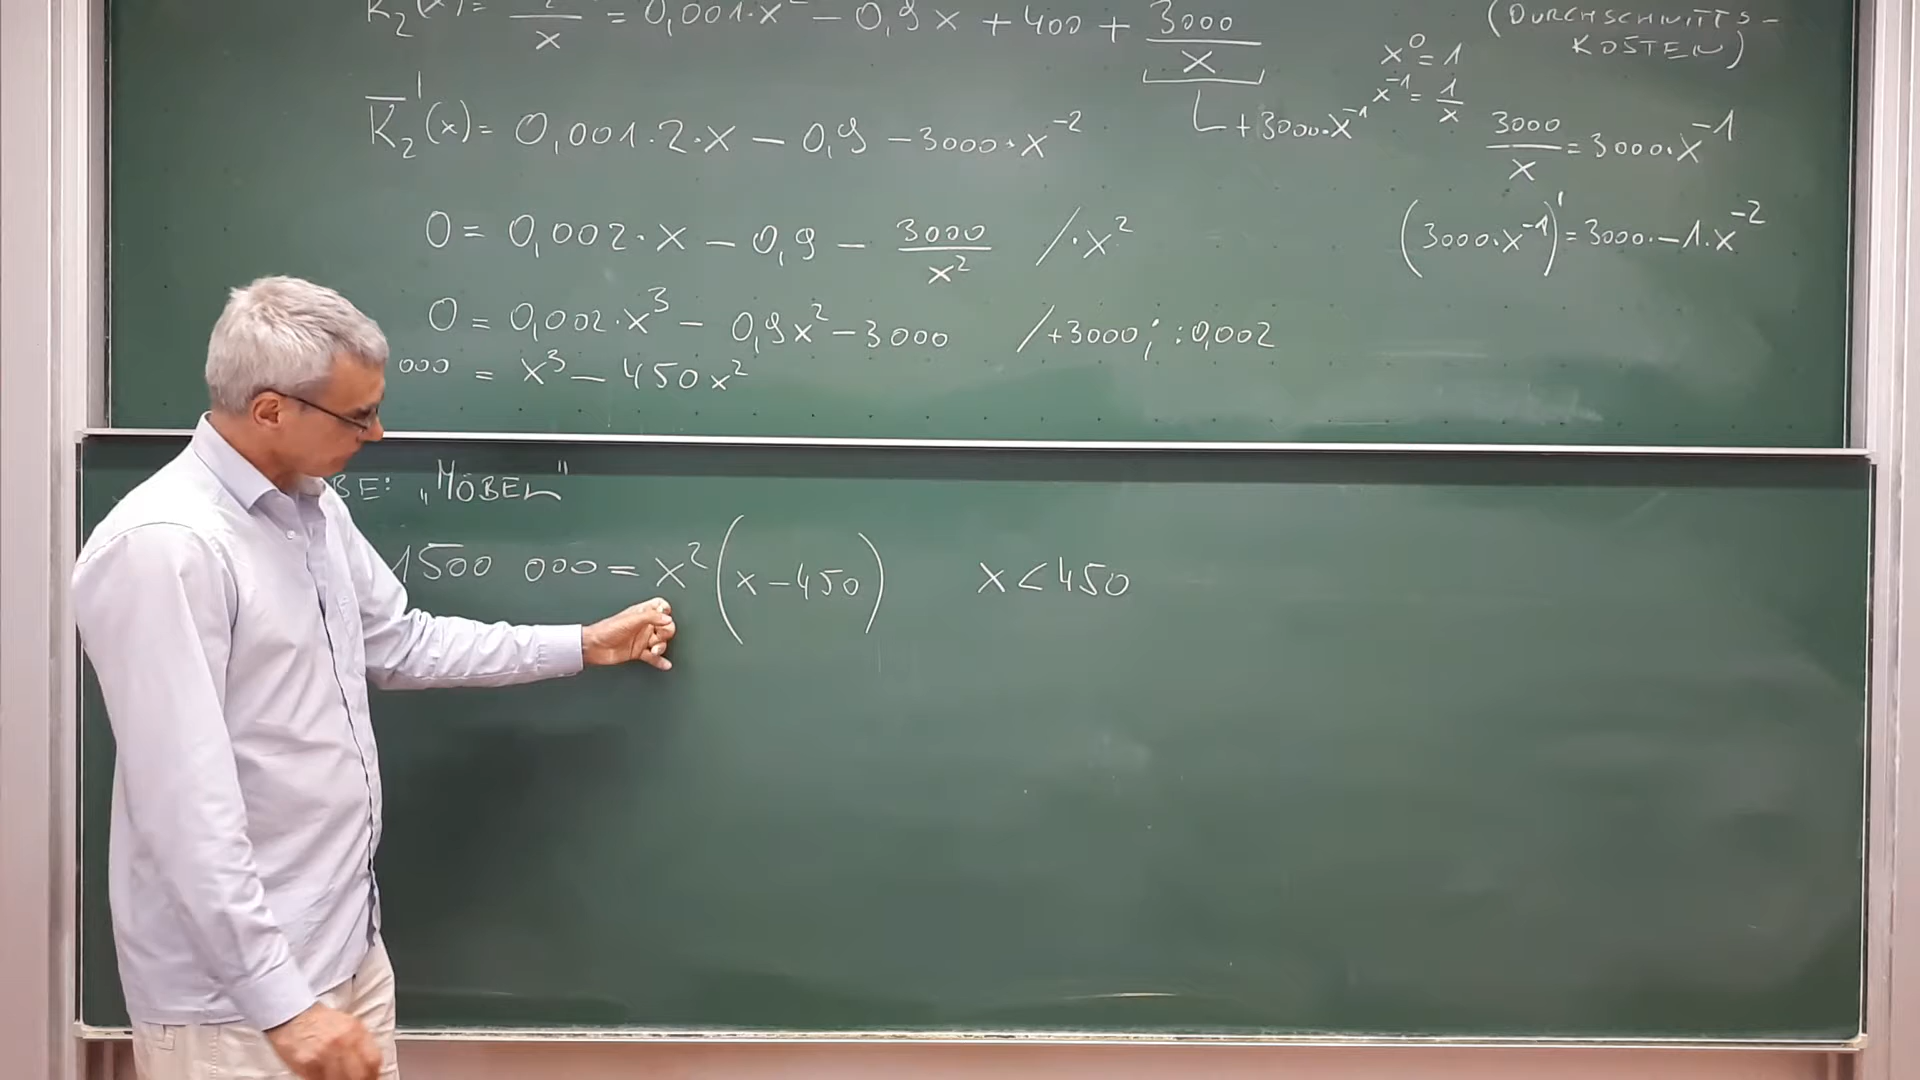 K₂(x)= — = 0,001·x² − 0,9x + 400 + 3000/x
(DURCHSCHNITTS-
KOSTEN)
x⁰=1
x⁻¹=1/x
K̅₂'(x)= 0,001·2·x − 0,9 − 3000·x⁻²
+3000·x⁻¹
3000/x = 3000·x⁻¹
0 = 0,002·x − 0,9 − 3000/x² /·x²
(3000·x⁻¹)'=3000·−1·x⁻²
0 = 0,002·x³ − 0,9x² − 3000 /+3000; :0,002
000 = x³ − 450x²
BE: „MÖBEL"
1500 000 = x²(x−450) x<450